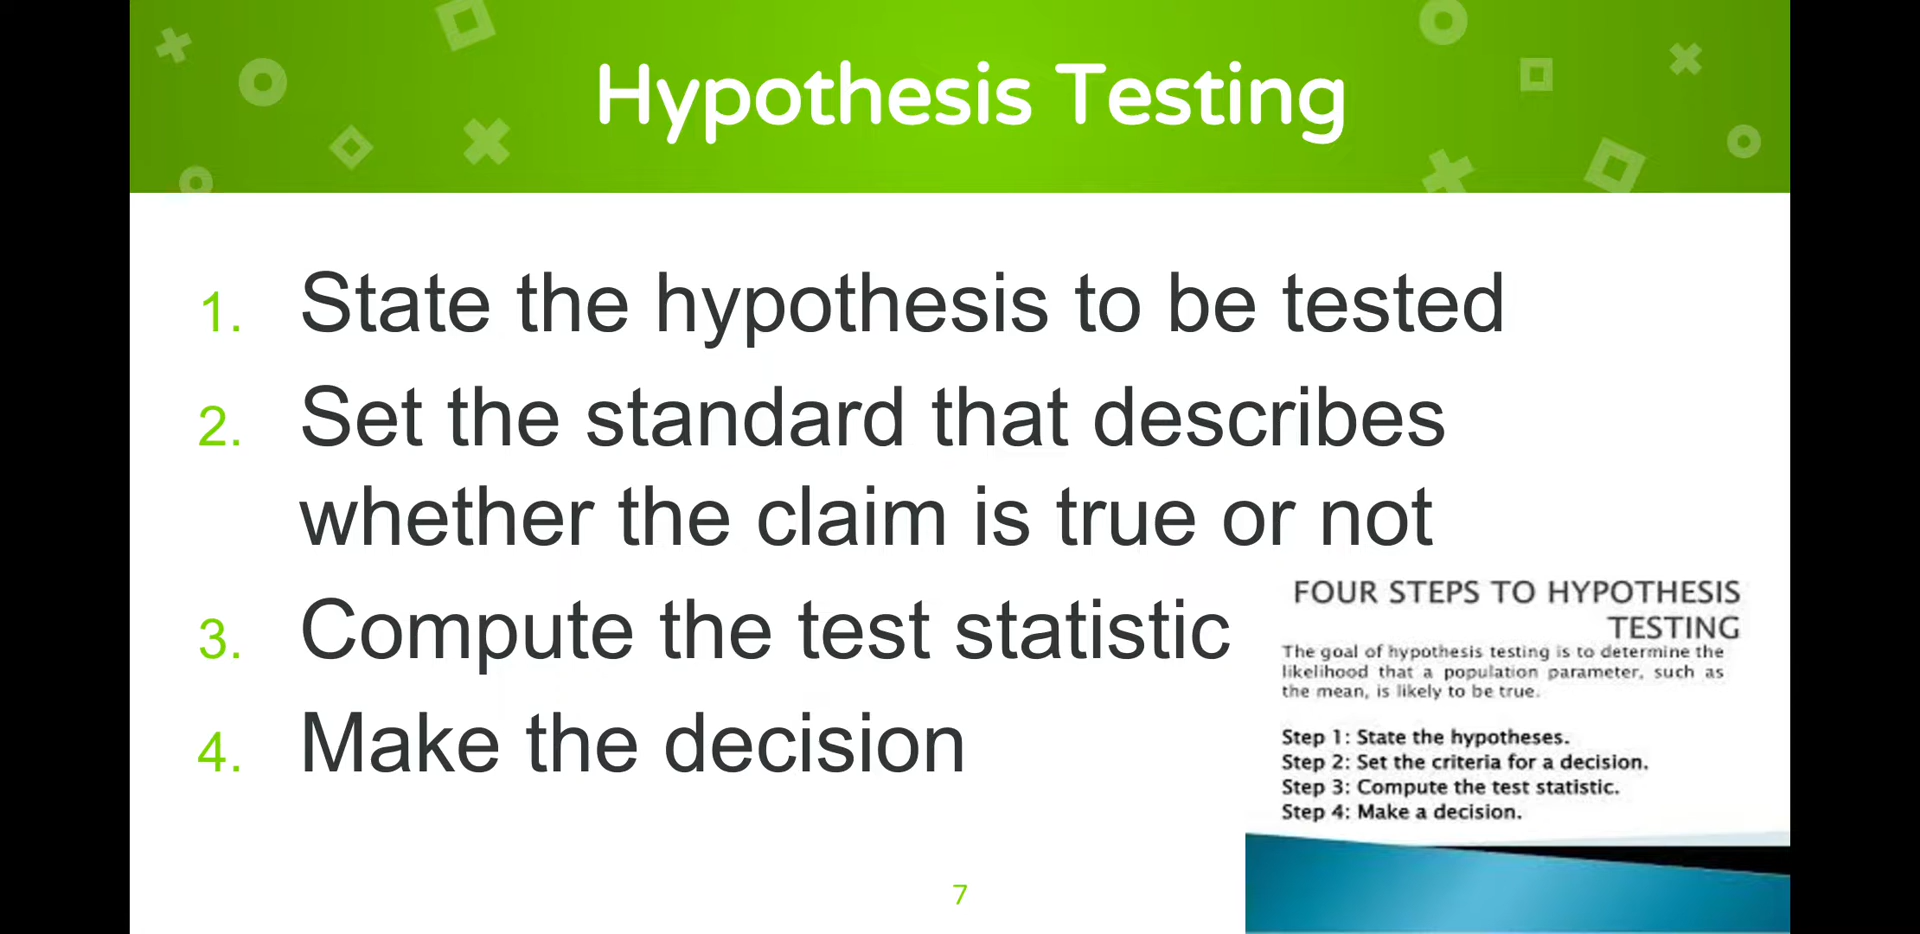 Hypothesis Testing
1. State the hypothesis to be tested
2. Set the standard that describes
whether the claim is true or not
3. Compute the test statistic
4. Make the decision
FOUR STEPS TO HYPOTHESIS
TESTING
The goal of hypothesis testing is to determine the
likelihood that a population parameter, such as
the mean, is likely to be true.
Step 1: State the hypotheses.
Step 2: Set the criteria for a decision.
Step 3: Compute the test statistic.
Step 4: Make a decision.
7